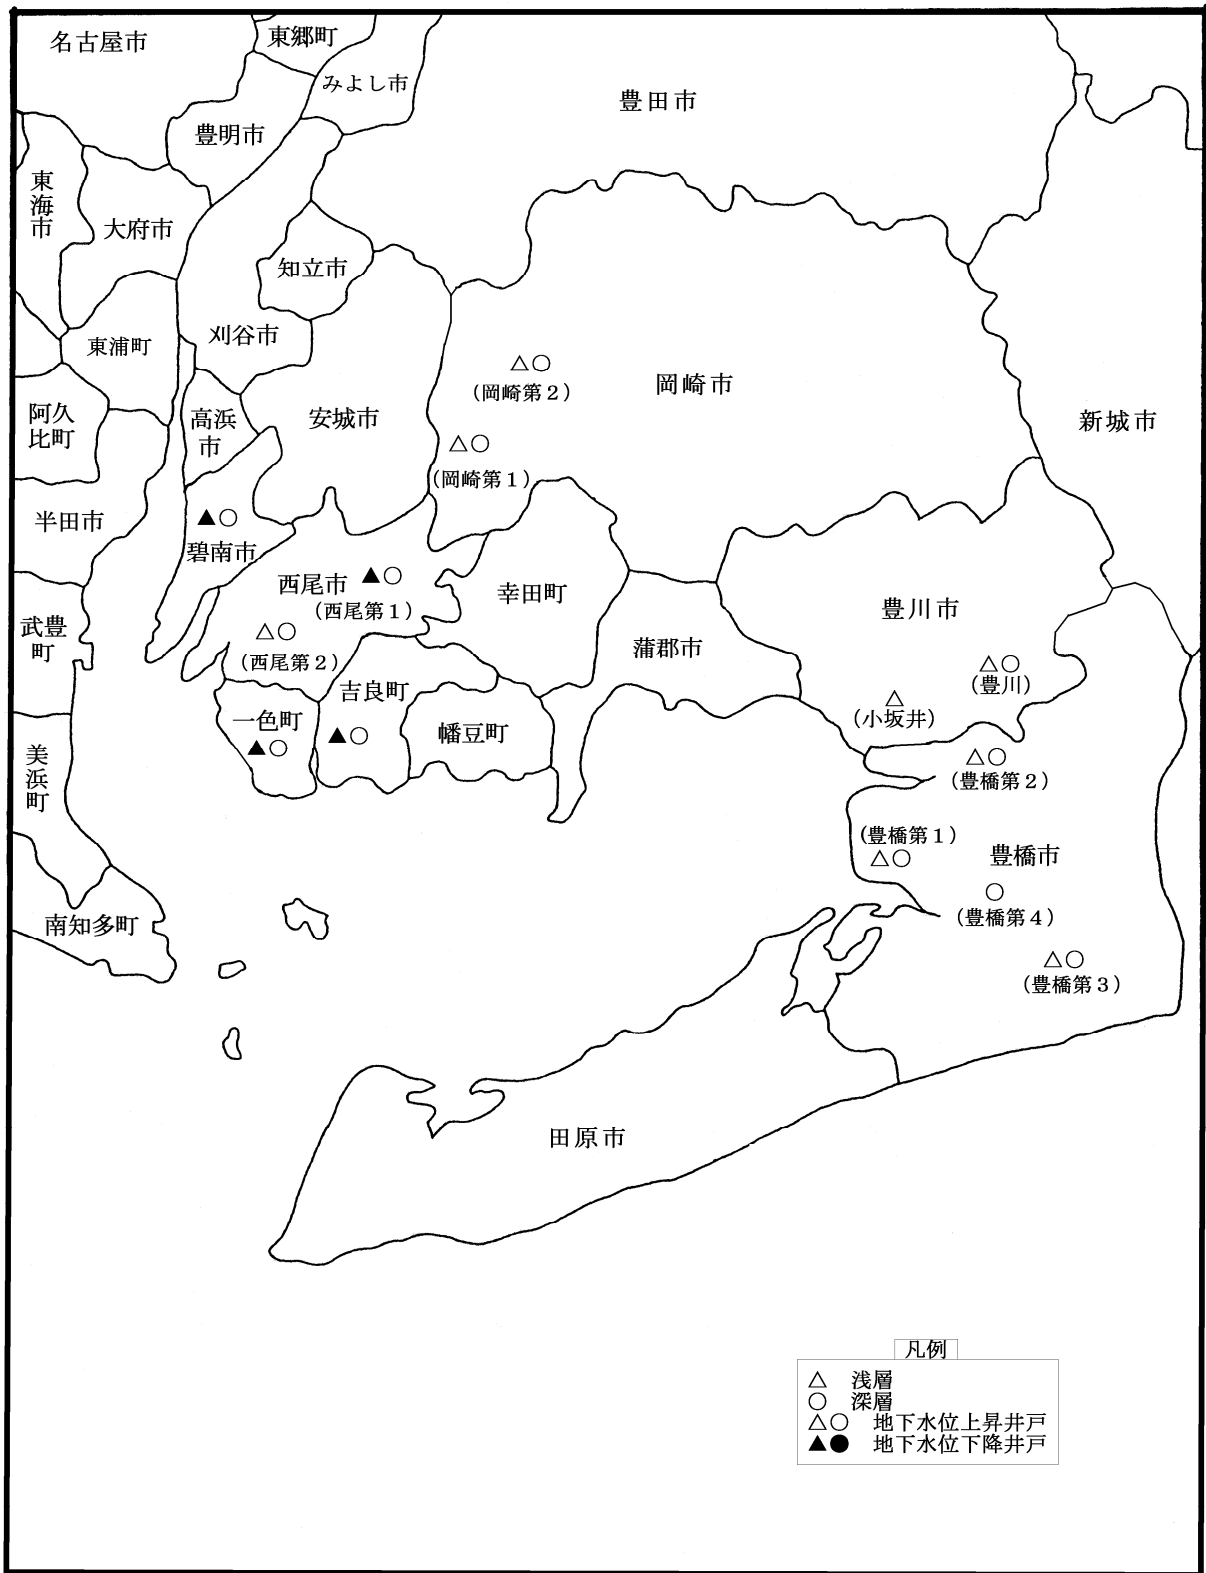 名古屋市
東郷町
みよし市
豊田市
豊明市
東海市
大府市
知立市
刈谷市
東浦町
岡崎市
△○
(岡崎第２)
阿久
比町
高浜
市
安城市
新城市
△○
(岡崎第１)
半田市
▲○
碧南市
西尾市
▲○
(西尾第１)
幸田町
豊川市
武豊
町
△○
(西尾第２)
蒲郡市
△○
(豊川)
吉良町
▲○
△
(小坂井)
一色町
▲○
幡豆町
美浜町
△○
(豊橋第２)
(豊橋第１)
△○
豊橋市
○
(豊橋第４)
南知多町
△○
(豊橋第３)
田原市
凡例
△ 浅層
○ 深層
△○ 地下水位上昇井戸
▲● 地下水位下降井戸